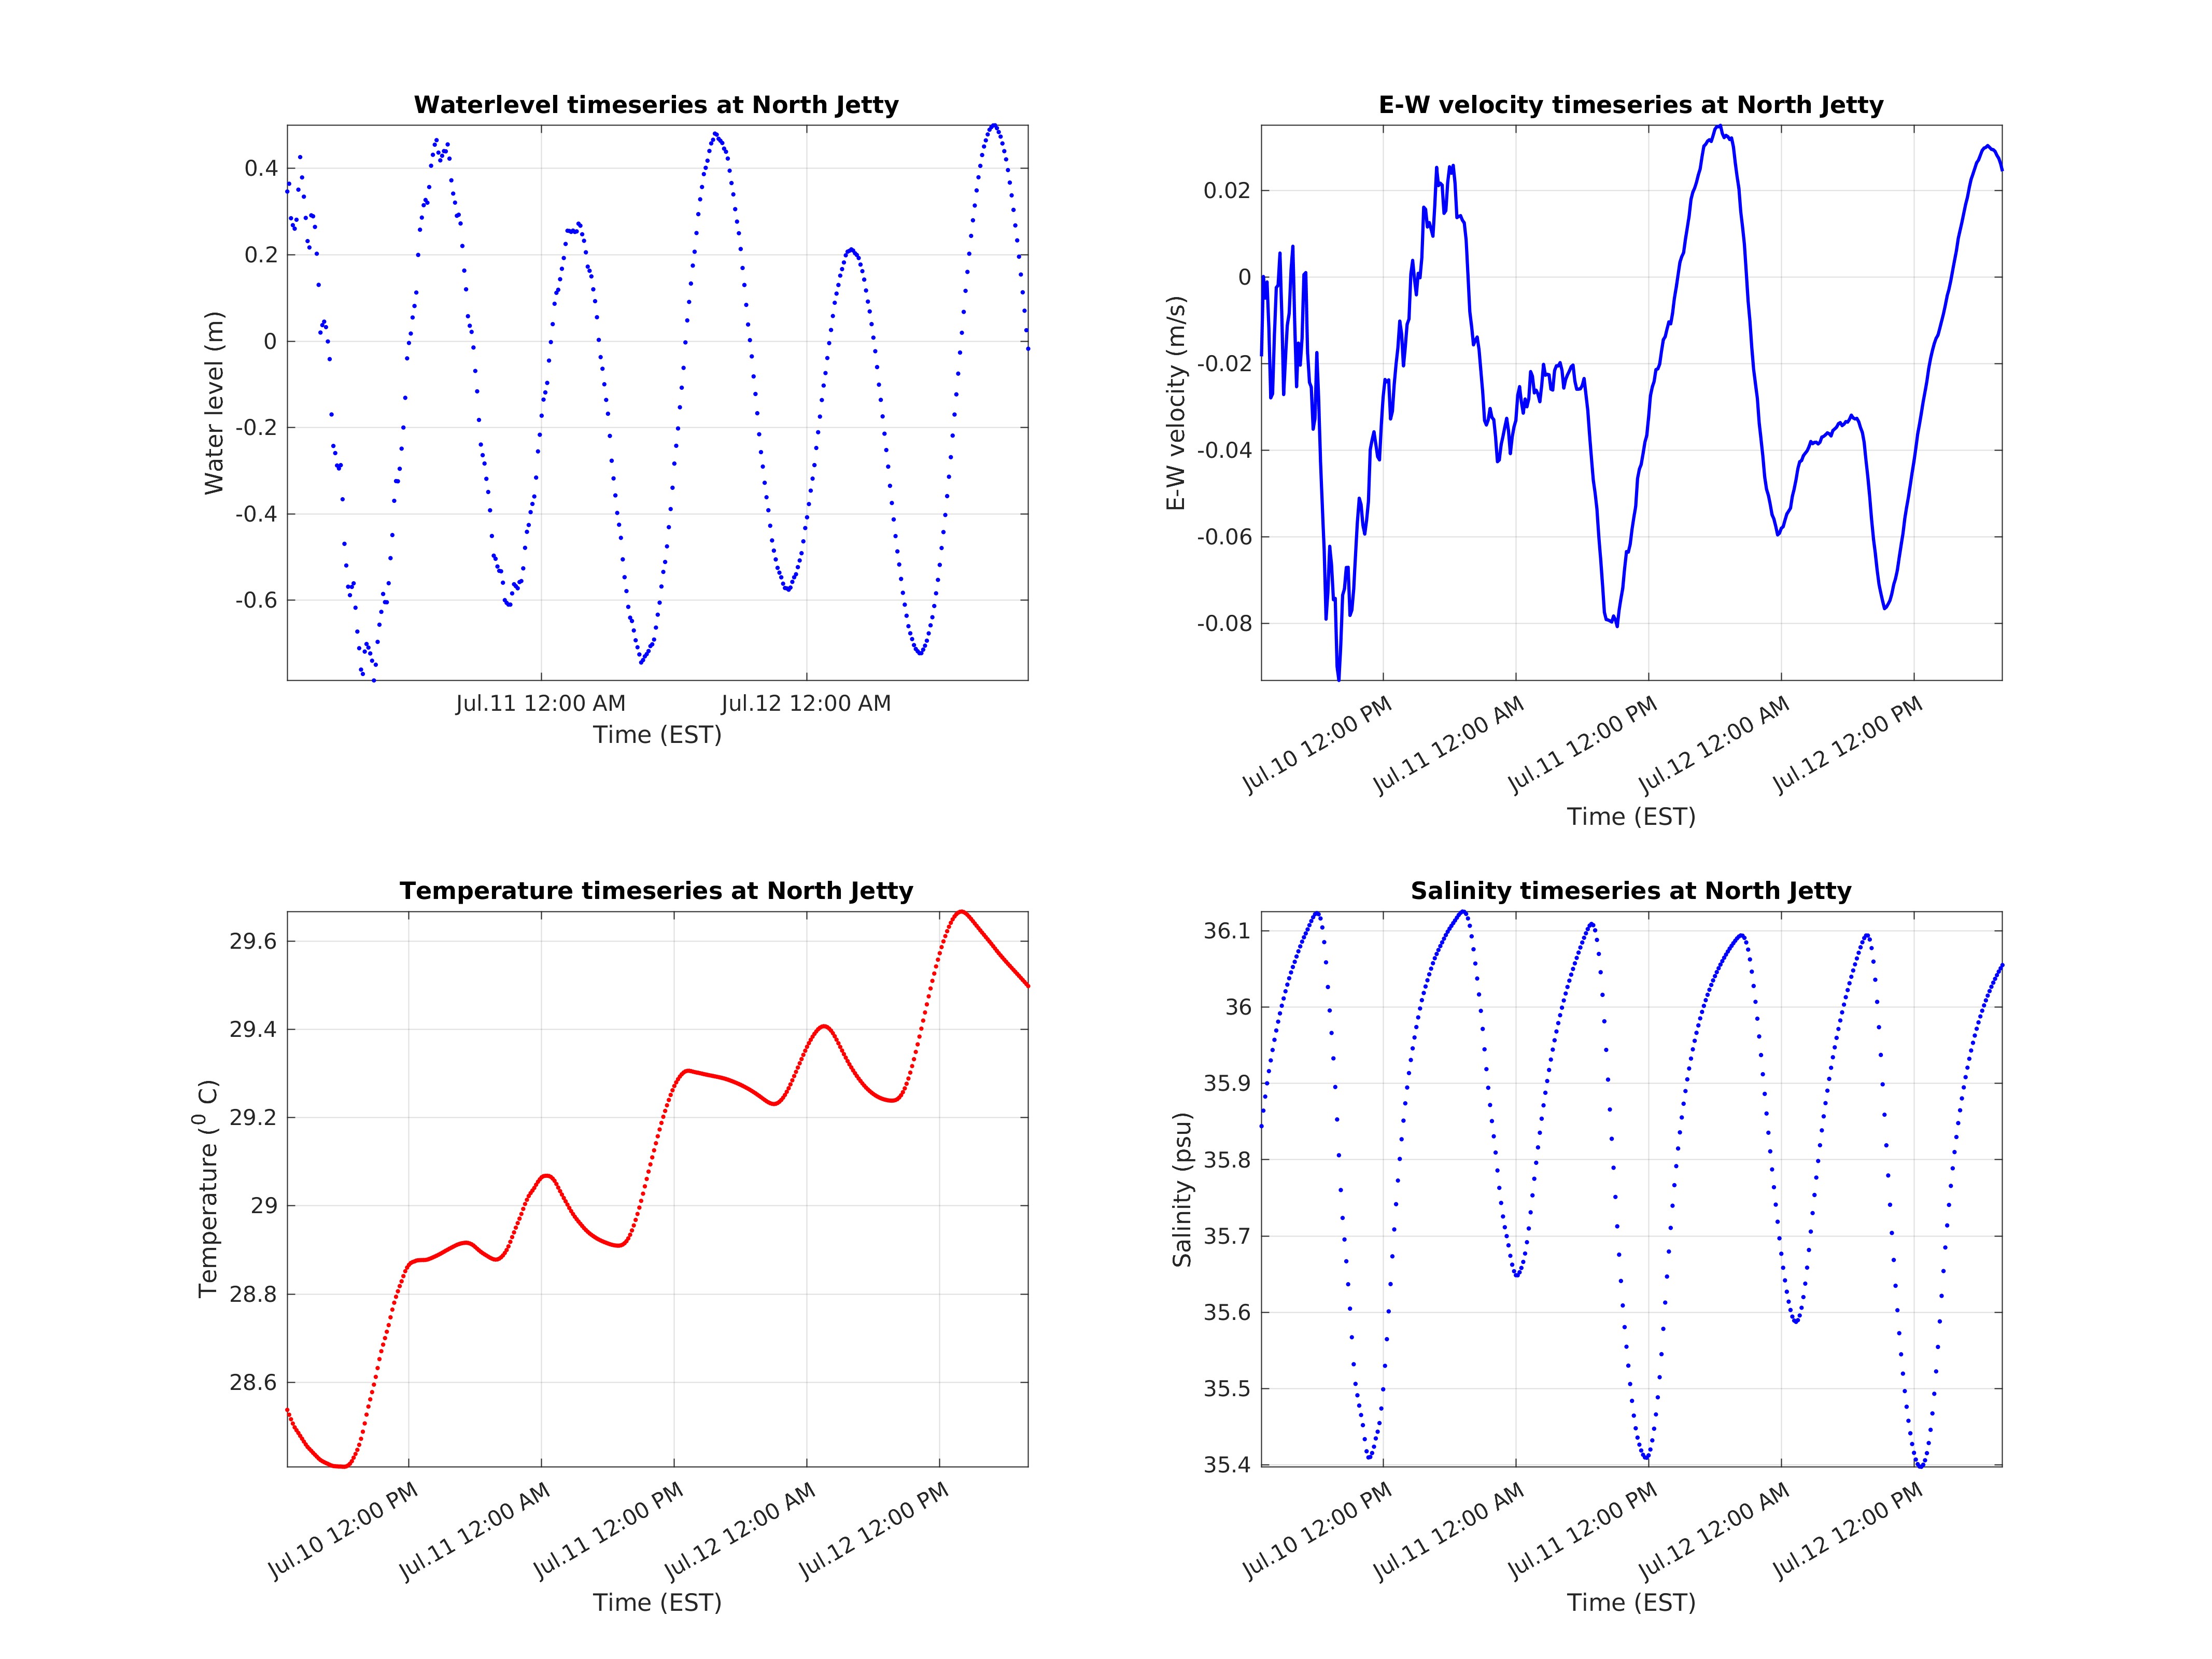 Waterlevel timeseries at North Jetty
0.4
0.2
0
-0.2
-0.4
-0.6
Water level (m)
Jul.11 12:00 AM
Jul.12 12:00 AM
Time (EST)
E-W velocity timeseries at North Jetty
0.02
0
-0.02
-0.04
-0.06
-0.08
E-W velocity (m/s)
Jul.10 12:00 PM
Jul.11 12:00 AM
Jul.11 12:00 PM
Jul.12 12:00 AM
Jul.12 12:00 PM
Time (EST)
Temperature timeseries at North Jetty
29.6
29.4
29.2
29
28.8
28.6
Temperature (⁰ C)
Jul.10 12:00 PM
Jul.11 12:00 AM
Jul.11 12:00 PM
Jul.12 12:00 AM
Jul.12 12:00 PM
Time (EST)
Salinity timeseries at North Jetty
36.1
36
35.9
35.8
35.7
35.6
35.5
35.4
Salinity (psu)
Jul.10 12:00 PM
Jul.11 12:00 AM
Jul.11 12:00 PM
Jul.12 12:00 AM
Jul.12 12:00 PM
Time (EST)